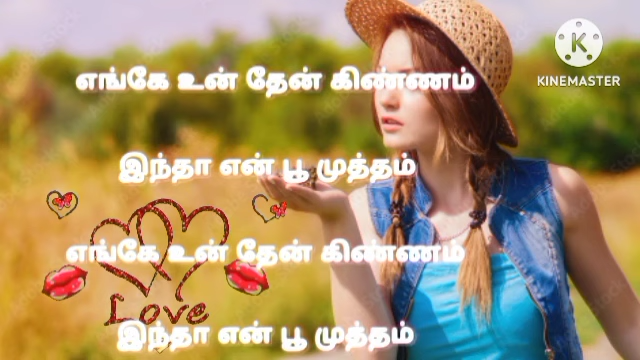 எங்கே உன் தேன் கிண்ணம்
K
KINEMASTER
இந்தா என் பூ முத்தம்
எங்கே உன் தேன் கிண்ணம்
Love
இந்தா என் பூ முத்தம்